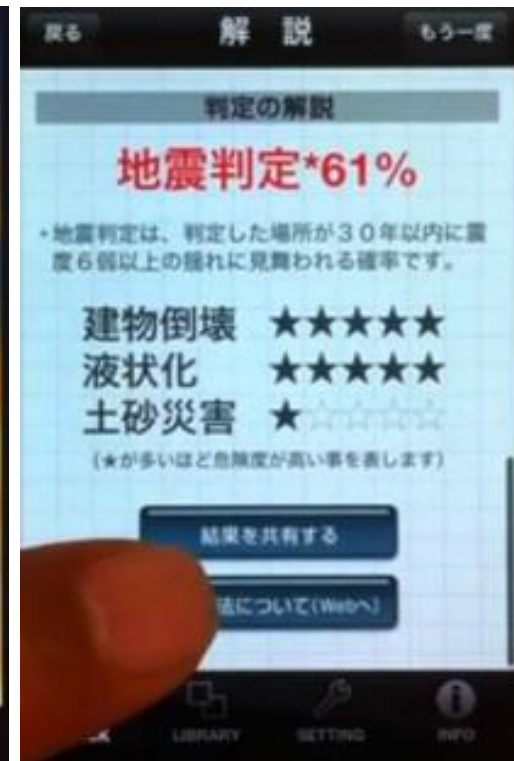 戻る
解 説
もう一度
判定の解説
地震判定*61%
*地震判定は、判定した場所が30年以内に震
度6弱以上の揺れに見舞われる確率です。
建物倒壊 ★★★★★
液状化 ★★★★★
土砂災害 ★☆☆☆☆
(★が多いほど危険度が高い事を表します)
結果を共有する
法について(Webへ)
LIBRARY
SETTING
INFO